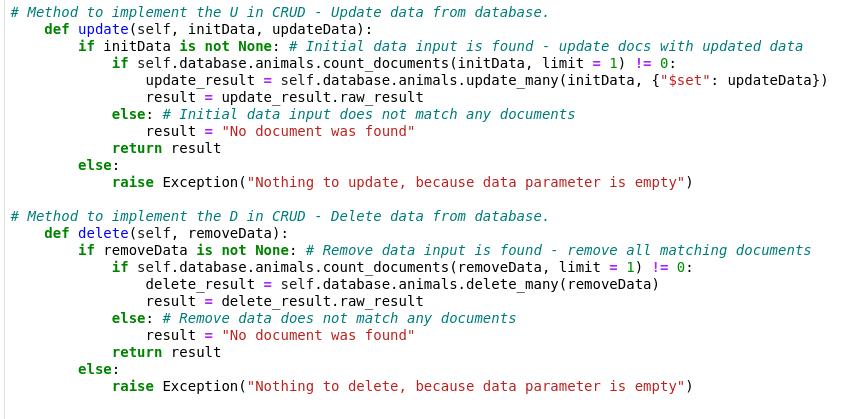 # Method to implement the U in CRUD - Update data from database.
    def update(self, initData, updateData):
        if initData is not None: # Initial data input is found - update docs with updated data
            if self.database.animals.count_documents(initData, limit = 1) != 0:
                update_result = self.database.animals.update_many(initData, {"$set": updateData})
                result = update_result.raw_result
            else: # Initial data input does not match any documents
                result = "No document was found"
            return result
        else:
            raise Exception("Nothing to update, because data parameter is empty")

# Method to implement the D in CRUD - Delete data from database.
    def delete(self, removeData):
        if removeData is not None: # Remove data input is found - remove all matching documents
            if self.database.animals.count_documents(removeData, limit = 1) != 0:
                delete_result = self.database.animals.delete_many(removeData)
                result = delete_result.raw_result
            else: # Remove data does not match any documents
                result = "No document was found"
            return result
        else:
            raise Exception("Nothing to delete, because data parameter is empty")